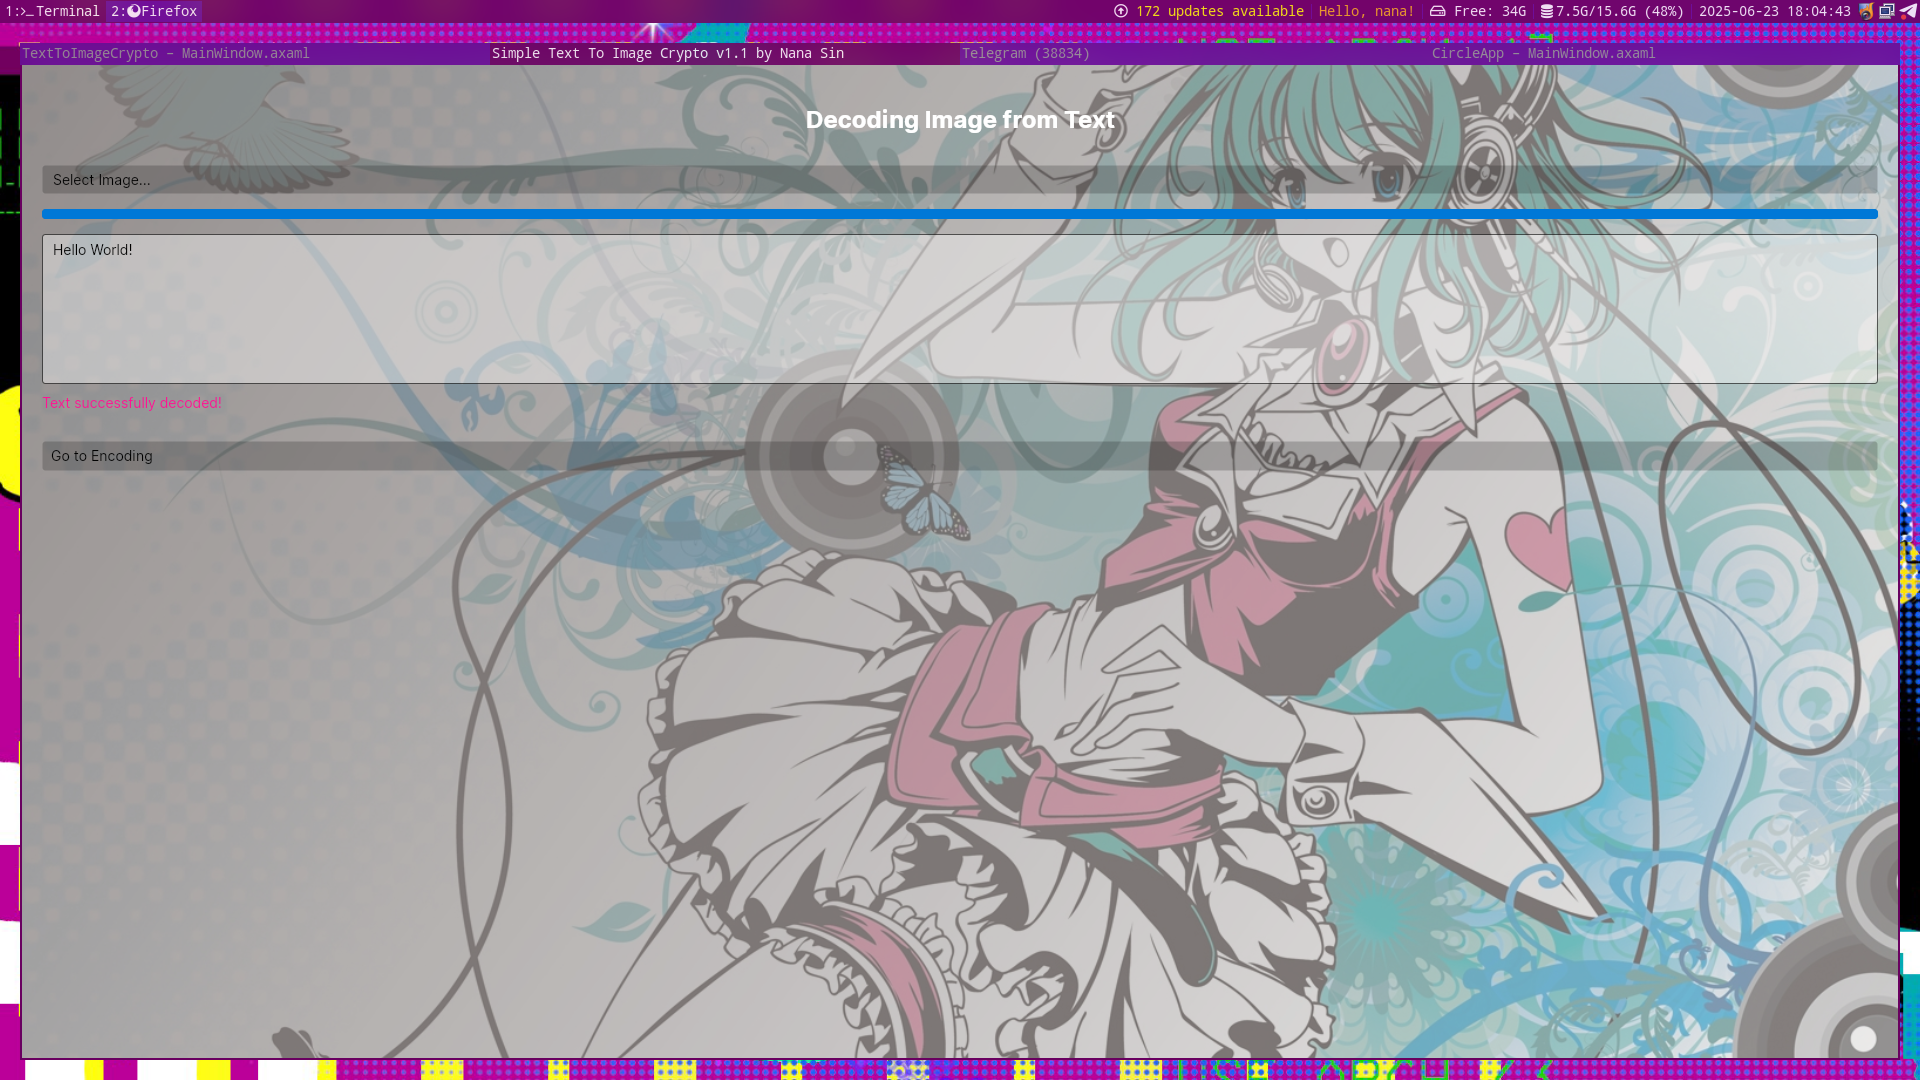 1:>_Terminal 2:Firefox 172 updates available Hello, nana! Free: 34G 7.5G/15.6G (48%) 2025-06-23 18:04:43
TextToImageCrypto – MainWindow.axaml Simple Text To Image Crypto v1.1 by Nana Sin Telegram (38834) CircleApp – MainWindow.axaml
Decoding Image from Text
Select Image...
Hello World!
Text successfully decoded!
Go to Encoding